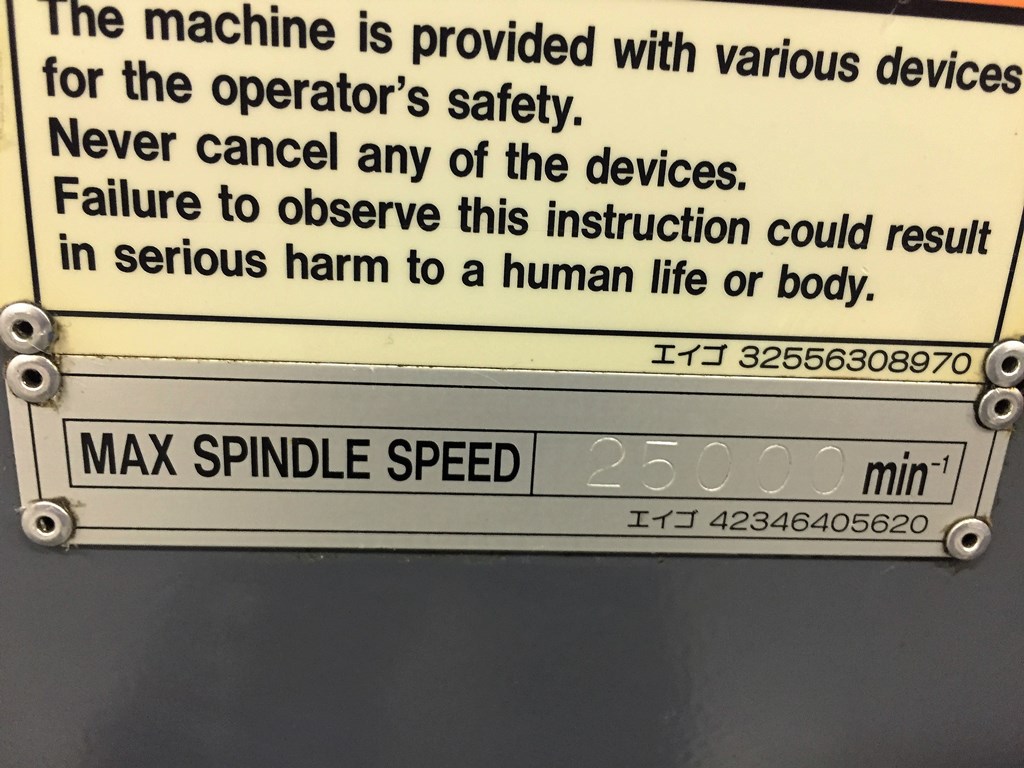 The machine is provided with various devices
for the operator's safety.
Never cancel any of the devices.
Failure to observe this instruction could result
in serious harm to a human life or body.
エイゴ 32556308970
MAX SPINDLE SPEED 25000 min⁻¹
エイゴ 42346405620